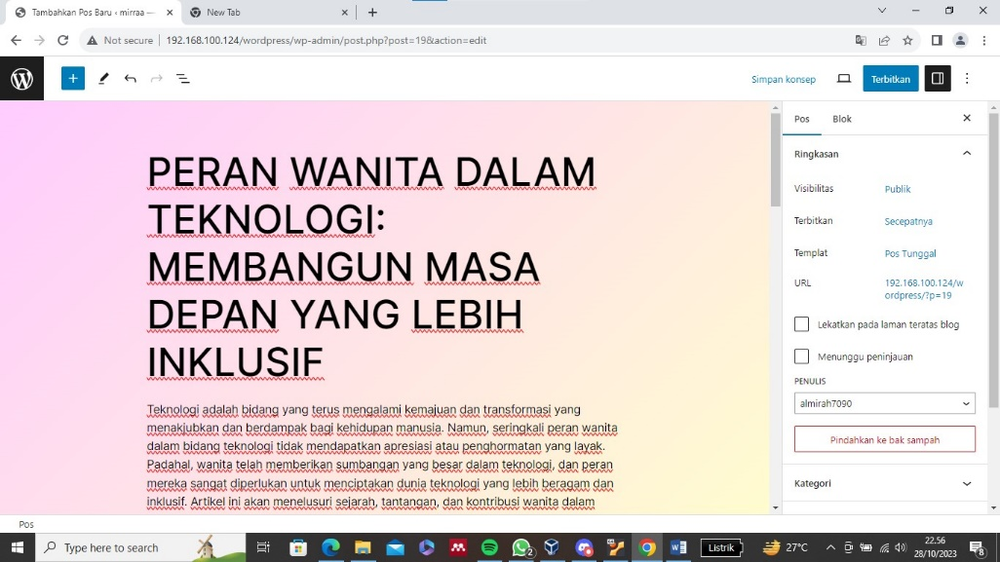 Tambahkan Pos Baru ‹ mirraa —
New Tab
Not secure
192.168.100.124/wordpress/wp-admin/post.php?post=19&action=edit
Simpan konsep
Terbitkan
PERAN WANITA DALAM
TEKNOLOGI:
MEMBANGUN MASA
DEPAN YANG LEBIH
INKLUSIF
Teknologi adalah bidang yang terus mengalami kemajuan dan transformasi yang
menakjubkan dan berdampak bagi kehidupan manusia. Namun, seringkali peran wanita
dalam bidang teknologi tidak mendapatkan apresiasi atau penghormatan yang layak.
Padahal, wanita telah memberikan sumbangan yang besar dalam teknologi, dan peran
mereka sangat diperlukan untuk menciptakan dunia teknologi yang lebih beragam dan
inklusif. Artikel ini akan menelusuri sejarah, tantangan, dan kontribusi wanita dalam
Pos
Blok
Ringkasan
Visibilitas
Publik
Terbitkan
Secepatnya
Templat
Pos Tunggal
URL
192.168.100.124/w
ordpress/?p=19
Lekatkan pada laman teratas blog
Menunggu peninjauan
PENULIS
almirah7090
Pindahkan ke bak sampah
Kategori
Pos
Type here to search
Listrik
27°C
22.56
28/10/2023